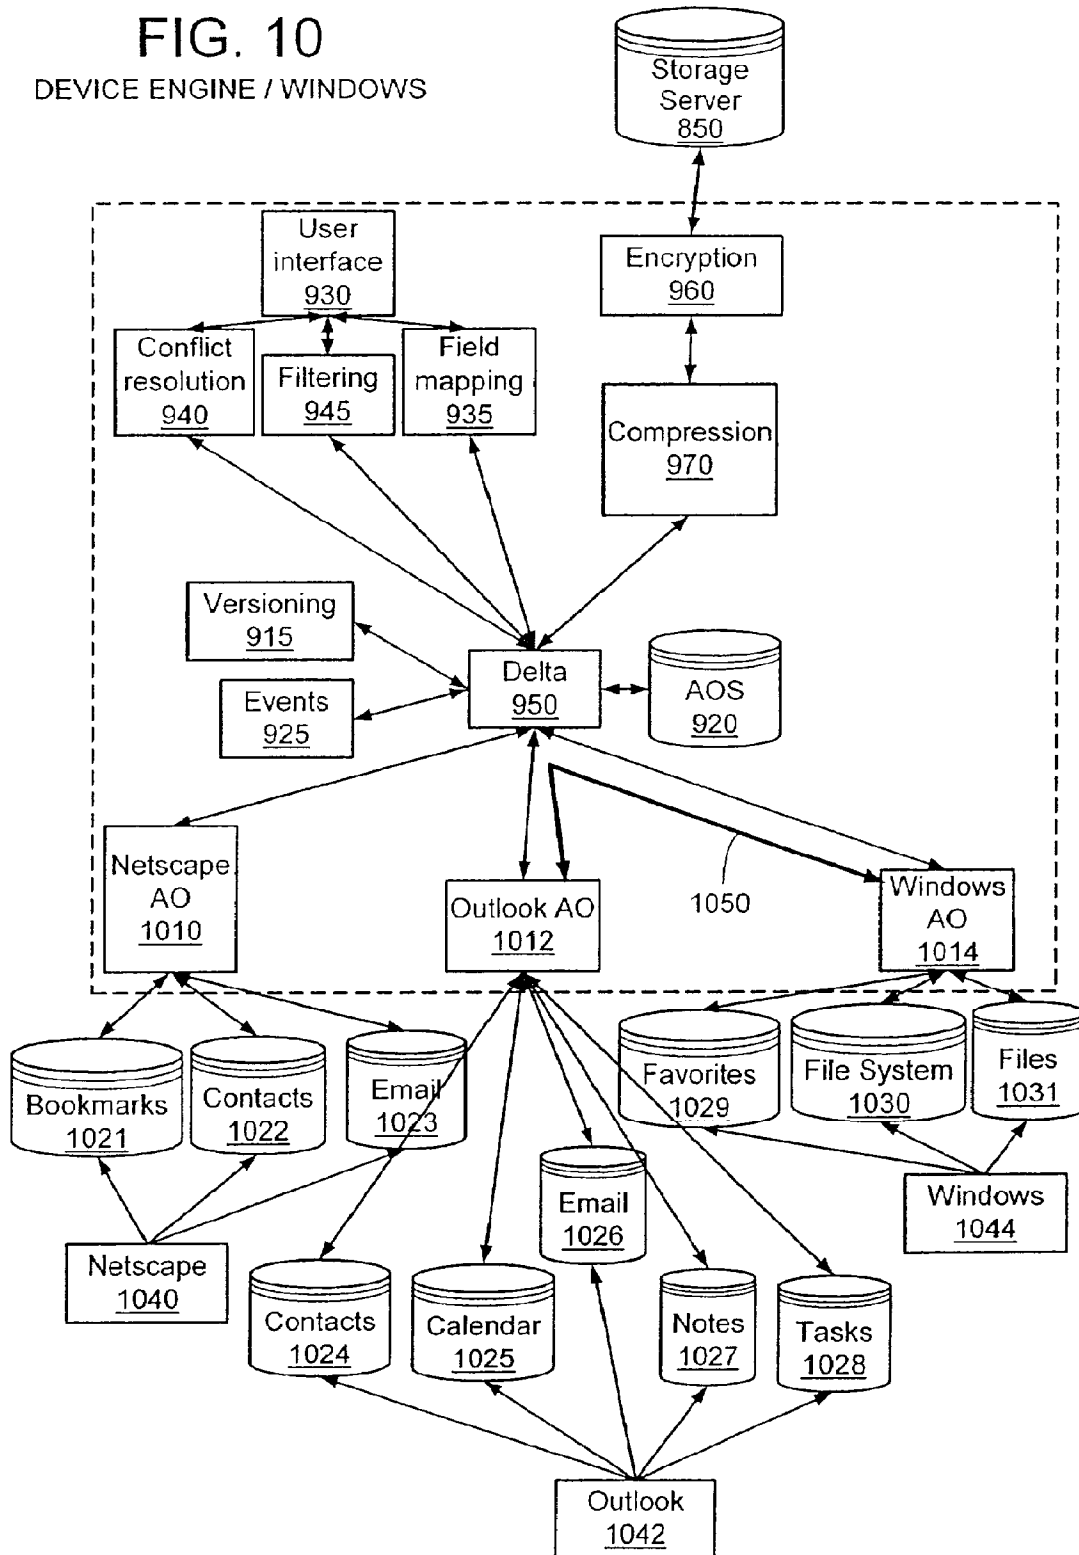 FIG. 10
DEVICE ENGINE / WINDOWS
Storage
Server
850
User
interface
930
Encryption
960
Conflict
resolution
940
Filtering
945
Field
mapping
935
Compression
970
Versioning
915
Events
925
Delta
950
AOS
920
Netscape
AO
1010
Outlook AO
1012
1050
Windows
AO
1014
Bookmarks
1021
Contacts
1022
Email
1023
Favorites
1029
File System
1030
Files
1031
Netscape
1040
Contacts
1024
Calendar
1025
Email
1026
Notes
1027
Tasks
1028
Windows
1044
Outlook
1042